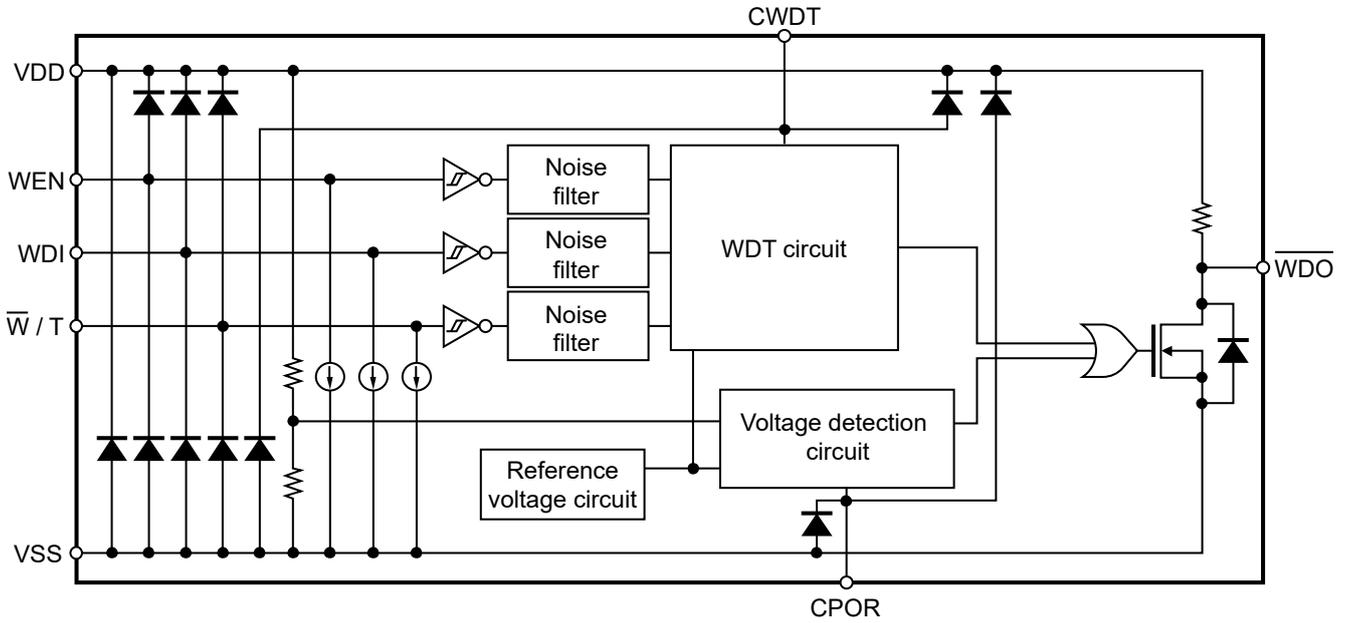 CWDT
VDD
WEN
Noise
filter
WDI
Noise
filter
WDT circuit
WDO
W / T
Noise
filter
Voltage detection
circuit
Reference
voltage circuit
VSS
CPOR